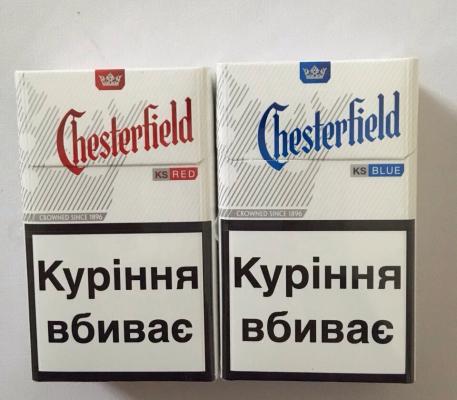 Chesterfield
KS RED
CROWNED SINCE 1896
Куріння
вбиває
Chesterfield
KS BLUE
CROWNED SINCE 1896
Куріння
вбиває